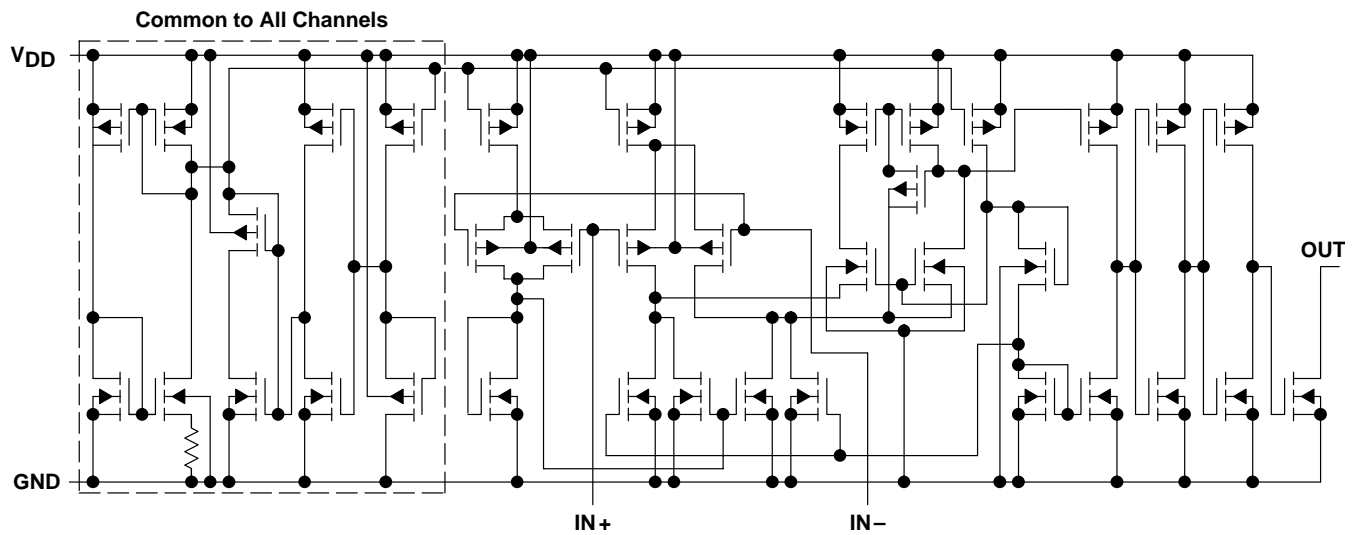 Common to All Channels
VDD
OUT
GND
IN+
IN−